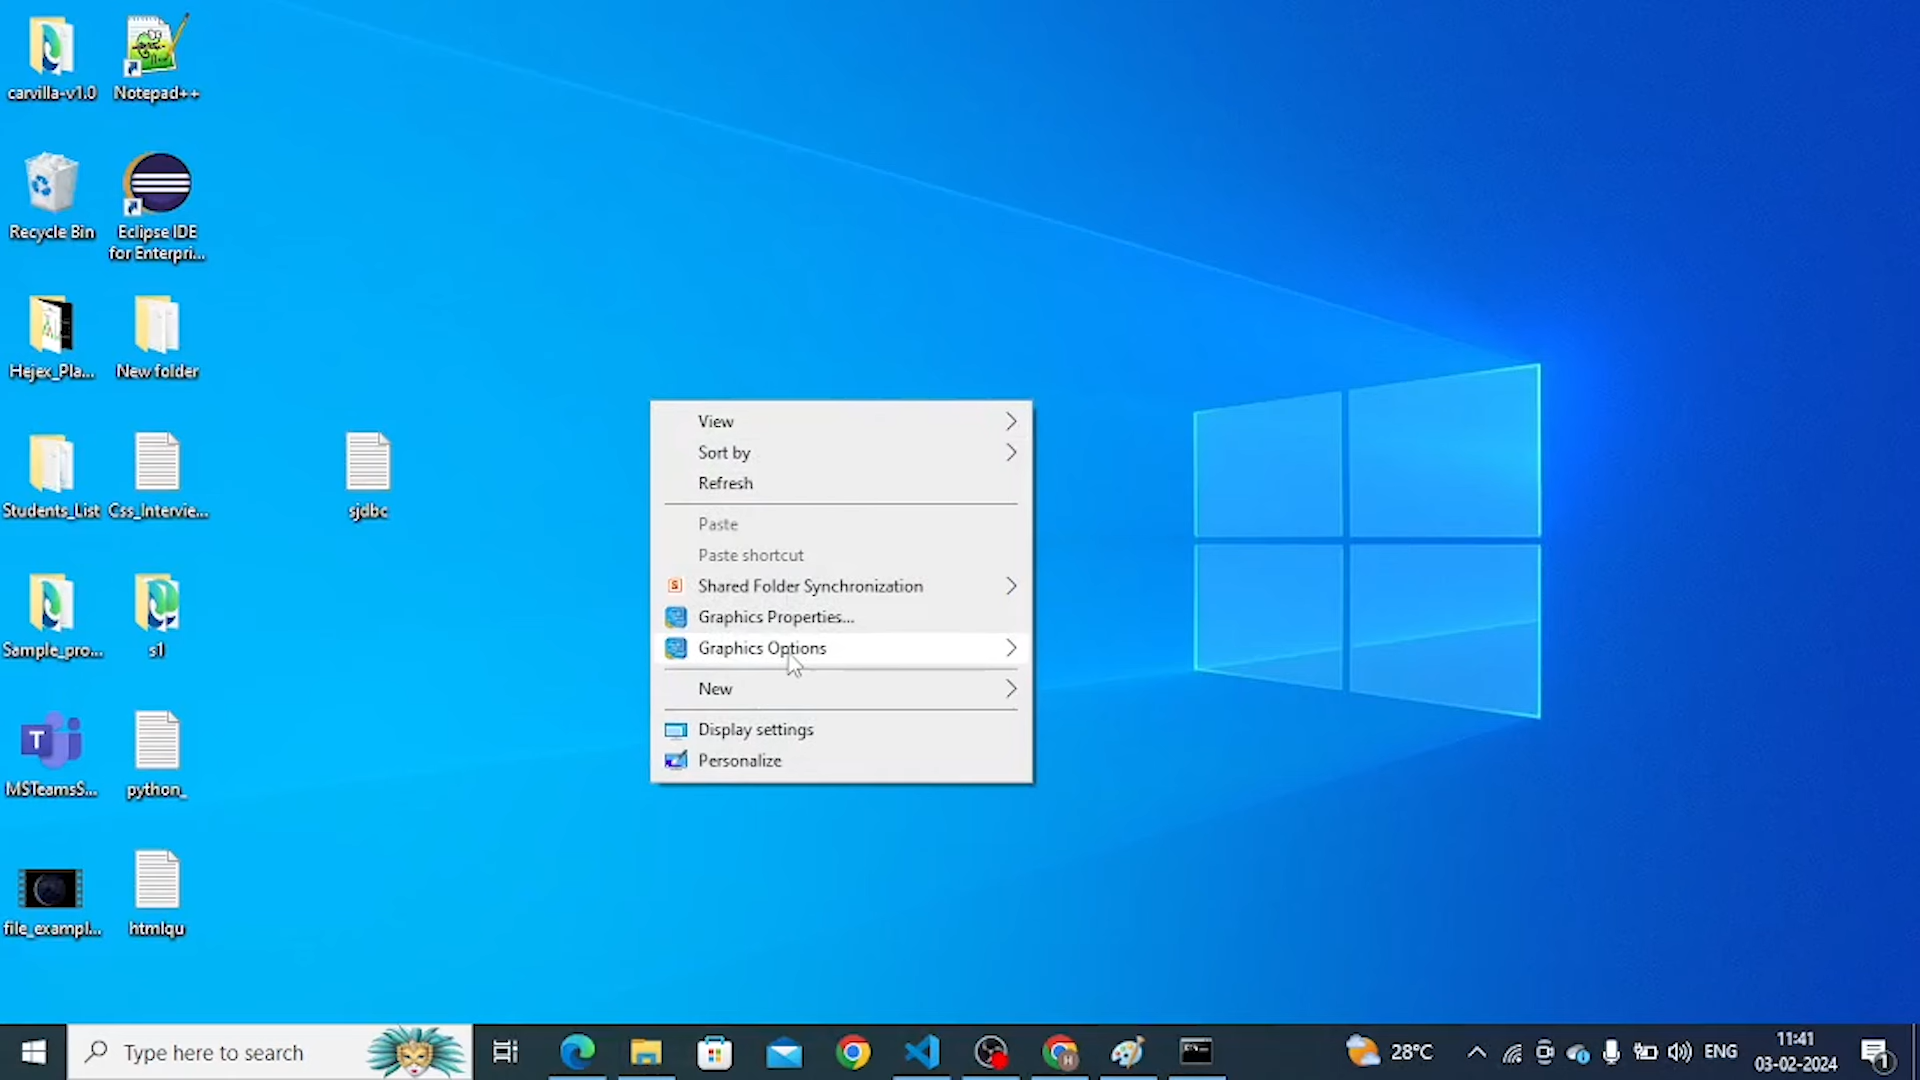 carvilla-v1.0
Notepad++
Recycle Bin
Eclipse IDE
for Enterpri...
Hejex_Pla...
New folder
Students_List
Css_Intervie...
sjdbc
Sample_pro...
s1
MSTeamsS...
python_
file_exampl...
htmlqu
View
Sort by
Refresh
Paste
Paste shortcut
S
Shared Folder Synchronization
Graphics Properties...
Graphics Options
New
Display settings
Personalize
T
Type here to search
H
28°C
ENG
11:41
03-02-2024
1